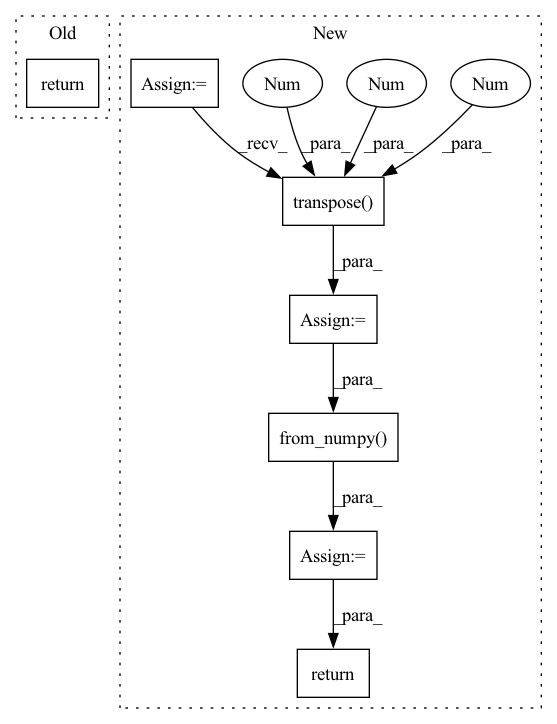 Old
New
return
Assign:=
Num
Num
Num
_recv_
_para_
_para_
_para_
transpose()
_para_
Assign:=
_para_
from_numpy()
_para_
Assign:=
_para_
return